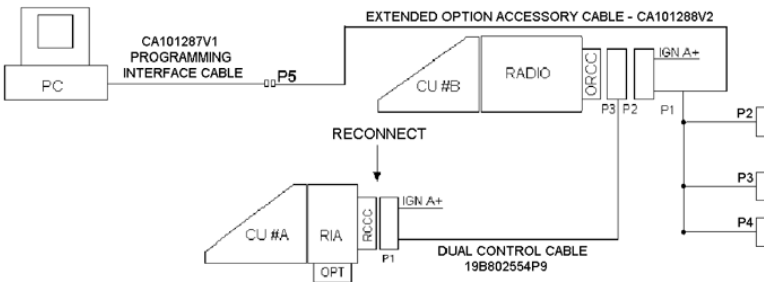 EXTENDED OPTION ACCESSORY CABLE - CA101288V2
CA101287V1
PROGRAMMING
INTERFACE CABLE
PC
P5
CU #B
RADIO
ORCC
P3
P2
IGN A+
P1
P2
P3
P4
RECONNECT
CU #A
RIA
RCCC
IGN A+
P1
OPT
DUAL CONTROL CABLE
19B802554P9